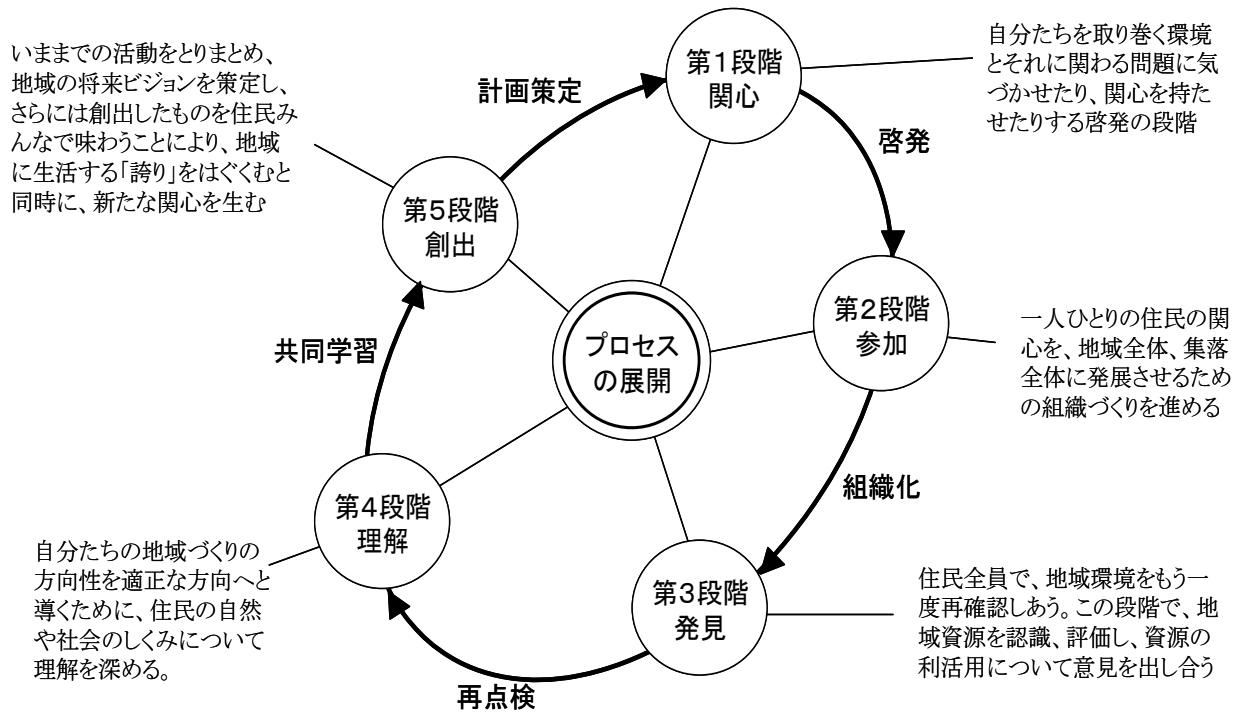 第1段階
関心
自分たちを取り巻く環境
とそれに関わる問題に気
づかせたり、関心を持た
せたりする啓発の段階
啓発
第2段階
参加
一人ひとりの住民の関
心を、地域全体、集落
全体に発展させるため
の組織づくりを進める
組織化
第3段階
発見
住民全員で、地域環境をもう一
度再確認しあう。この段階で、地
域資源を認識、評価し、資源の
利活用について意見を出し合う
再点検
第4段階
理解
自分たちの地域づくりの
方向性を適正な方向へと
導くために、住民の自然
や社会のしくみについて
理解を深める。
共同学習
第5段階
創出
いままでの活動をとりまとめ、
地域の将来ビジョンを策定し、
さらには創出したものを住民み
んなで味わうことにより、地域
に生活する「誇り」をはぐくむと
同時に、新たな関心を生む
計画策定
プロセス
の展開